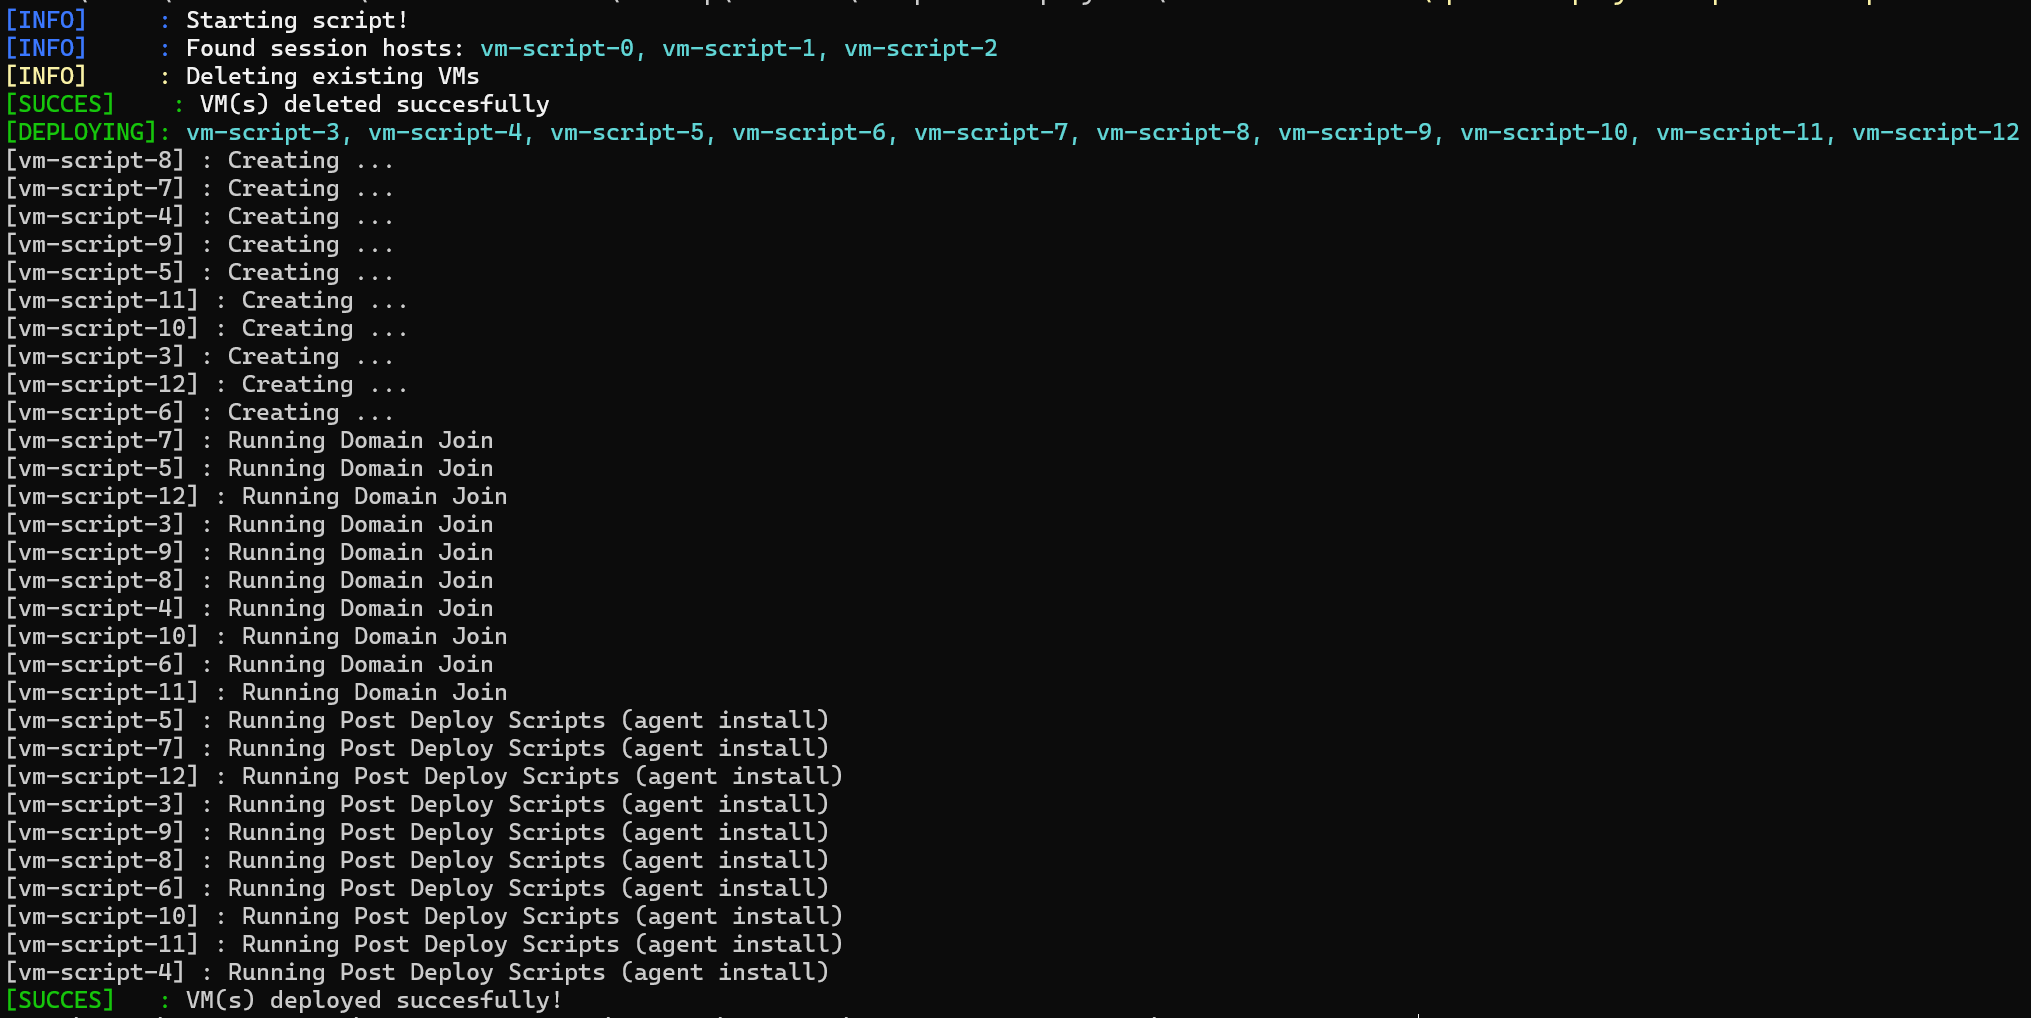 [INFO]     : Starting script!
[INFO]     : Found session hosts: vm-script-0, vm-script-1, vm-script-2
[INFO]     : Deleting existing VMs
[SUCCES]    : VM(s) deleted succesfully
[DEPLOYING]: vm-script-3, vm-script-4, vm-script-5, vm-script-6, vm-script-7, vm-script-8, vm-script-9, vm-script-10, vm-script-11, vm-script-12
[vm-script-8] : Creating ...
[vm-script-7] : Creating ...
[vm-script-4] : Creating ...
[vm-script-9] : Creating ...
[vm-script-5] : Creating ...
[vm-script-11] : Creating ...
[vm-script-10] : Creating ...
[vm-script-3] : Creating ...
[vm-script-12] : Creating ...
[vm-script-6] : Creating ...
[vm-script-7] : Running Domain Join
[vm-script-5] : Running Domain Join
[vm-script-12] : Running Domain Join
[vm-script-3] : Running Domain Join
[vm-script-9] : Running Domain Join
[vm-script-8] : Running Domain Join
[vm-script-4] : Running Domain Join
[vm-script-10] : Running Domain Join
[vm-script-6] : Running Domain Join
[vm-script-11] : Running Domain Join
[vm-script-5] : Running Post Deploy Scripts (agent install)
[vm-script-7] : Running Post Deploy Scripts (agent install)
[vm-script-12] : Running Post Deploy Scripts (agent install)
[vm-script-3] : Running Post Deploy Scripts (agent install)
[vm-script-9] : Running Post Deploy Scripts (agent install)
[vm-script-8] : Running Post Deploy Scripts (agent install)
[vm-script-6] : Running Post Deploy Scripts (agent install)
[vm-script-10] : Running Post Deploy Scripts (agent install)
[vm-script-11] : Running Post Deploy Scripts (agent install)
[vm-script-4] : Running Post Deploy Scripts (agent install)
[SUCCES]   : VM(s) deployed succesfully!